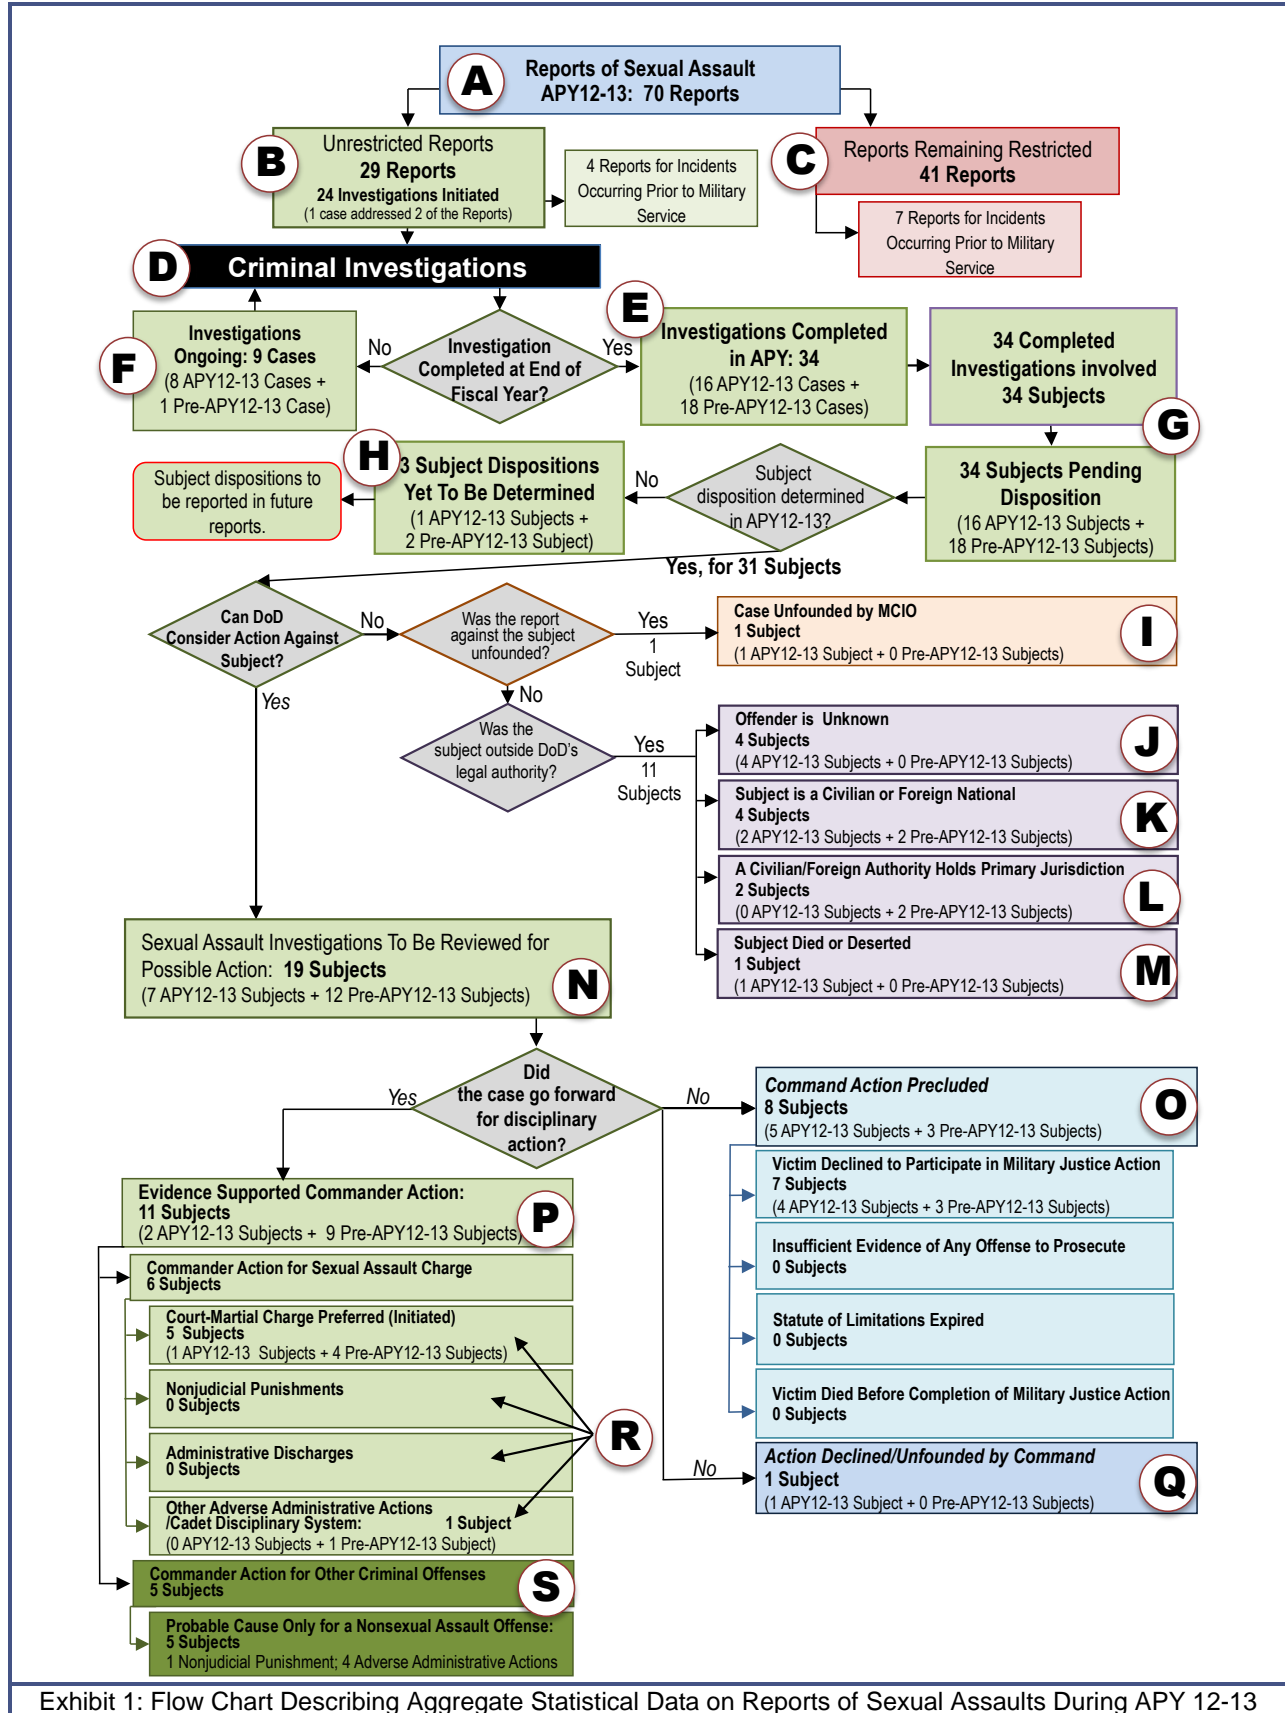 A
Reports of Sexual Assault
APY12-13: 70 Reports
B
Unrestricted Reports
29 Reports
24 Investigations Initiated
(1 case addressed 2 of the Reports)
4 Reports for Incidents
Occurring Prior to Military
Service
C
Reports Remaining Restricted
41 Reports
7 Reports for Incidents
Occurring Prior to Military
Service
D
Criminal Investigations
F
Investigations
Ongoing: 9 Cases
(8 APY12-13 Cases +
1 Pre-APY12-13 Case)
No
Investigation
Completed at End of
Fiscal Year?
Yes
E
Investigations Completed
in APY: 34
(16 APY12-13 Cases +
18 Pre-APY12-13 Cases)
34 Completed
Investigations involved
34 Subjects
G
34 Subjects Pending
Disposition
(16 APY12-13 Subjects +
18 Pre-APY12-13 Subjects)
Subject
disposition determined
in APY12-13?
No
H
3 Subject Dispositions
Yet To Be Determined
(1 APY12-13 Subjects +
2 Pre-APY12-13 Subject)
Subject dispositions to
be reported in future
reports.
Yes, for 31 Subjects
Can DoD
Consider Action Against
Subject?
No
Was the report
against the subject
unfounded?
Yes
1
Subject
Case Unfounded by MCIO
1 Subject
(1 APY12-13 Subject + 0 Pre-APY12-13 Subjects)
I
Yes
No
Was the
subject outside DoD's
legal authority?
Yes
11
Subjects
Offender is Unknown
4 Subjects
(4 APY12-13 Subjects + 0 Pre-APY12-13 Subjects)
J
Subject is a Civilian or Foreign National
4 Subjects
(2 APY12-13 Subjects + 2 Pre-APY12-13 Subjects)
K
A Civilian/Foreign Authority Holds Primary Jurisdiction
2 Subjects
(0 APY12-13 Subjects + 2 Pre-APY12-13 Subjects)
L
Subject Died or Deserted
1 Subject
(1 APY12-13 Subject + 0 Pre-APY12-13 Subjects)
M
Sexual Assault Investigations To Be Reviewed for
Possible Action: 19 Subjects
(7 APY12-13 Subjects + 12 Pre-APY12-13 Subjects)
N
Did
the case go forward
for disciplinary
action?
Yes
No
Command Action Precluded
8 Subjects
(5 APY12-13 Subjects + 3 Pre-APY12-13 Subjects)
O
Victim Declined to Participate in Military Justice Action
7 Subjects
(4 APY12-13 Subjects + 3 Pre-APY12-13 Subjects)
Insufficient Evidence of Any Offense to Prosecute
0 Subjects
Statute of Limitations Expired
0 Subjects
Victim Died Before Completion of Military Justice Action
0 Subjects
No
Action Declined/Unfounded by Command
1 Subject
(1 APY12-13 Subject + 0 Pre-APY12-13 Subjects)
Q
Evidence Supported Commander Action:
11 Subjects
(2 APY12-13 Subjects + 9 Pre-APY12-13 Subjects)
P
Commander Action for Sexual Assault Charge
6 Subjects
Court-Martial Charge Preferred (Initiated)
5 Subjects
(1 APY12-13 Subjects + 4 Pre-APY12-13 Subjects)
Nonjudicial Punishments
0 Subjects
R
Administrative Discharges
0 Subjects
Other Adverse Administrative Actions
/Cadet Disciplinary System: 1 Subject
(0 APY12-13 Subjects + 1 Pre-APY12-13 Subject)
Commander Action for Other Criminal Offenses
5 Subjects
S
Probable Cause Only for a Nonsexual Assault Offense:
5 Subjects
1 Nonjudicial Punishment; 4 Adverse Administrative Actions
Exhibit 1: Flow Chart Describing Aggregate Statistical Data on Reports of Sexual Assaults During APY 12-13